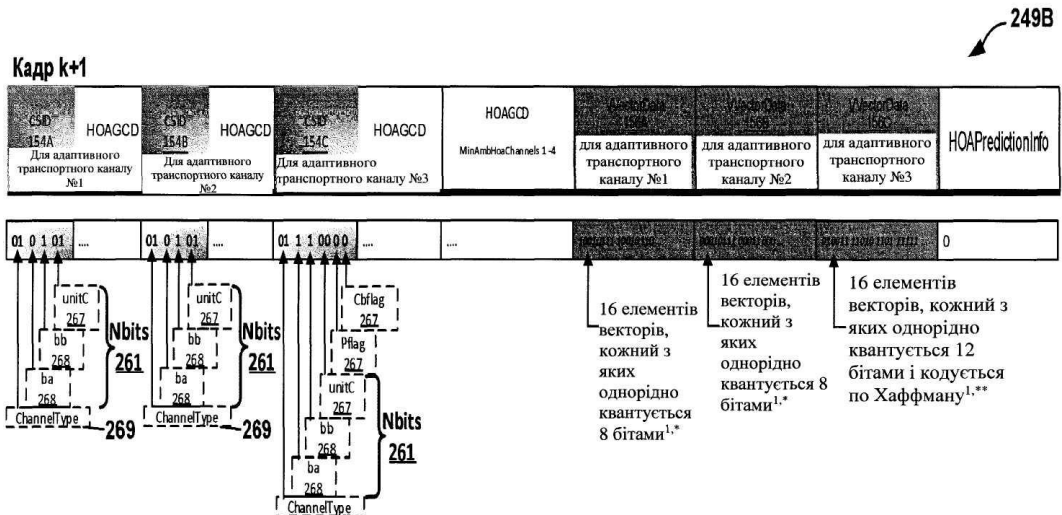 249B
Кадр k+1
CSID
154A
HOAGCD
Для адаптивного
транспортного каналу
№1
CSID
154B
HOAGCD
Для адаптивного
транспортного каналу
№2
CSID
154C
HOAGCD
Для адаптивного
транспортного каналу №3
HOAGCD
MinAmbHoaChannels 1 -4
VectorData
156A
для адаптивного
транспортного
каналу №1
VectorData
156B
для адаптивного
транспортного
каналу №2
VectorData
156C
для адаптивного
транспортного
каналу №3
HOAPredictionInfo
01 0 1 01 ....
01 0 1 01 ....
01 1 1 00 0 0 ....
....
0
unitC
267
bb
268
ba
268
ChannelType
Nbits
261
269
unitC
267
bb
268
ba
268
ChannelType
Nbits
261
269
Cbflag
267
Pflag
267
unitC
267
bb
268
ba
268
ChannelType
Nbits
261
16 елементів
векторів,
кожний з
яких
однорідно
квантується
8 бітами1,*
16 елементів
векторів,
кожний з
яких
однорідно
квантується 8
бітами1,*
16 елементів
векторів, кожний з
яких однорідно
квантується 12
бітами і кодується
по Хаффману1,**